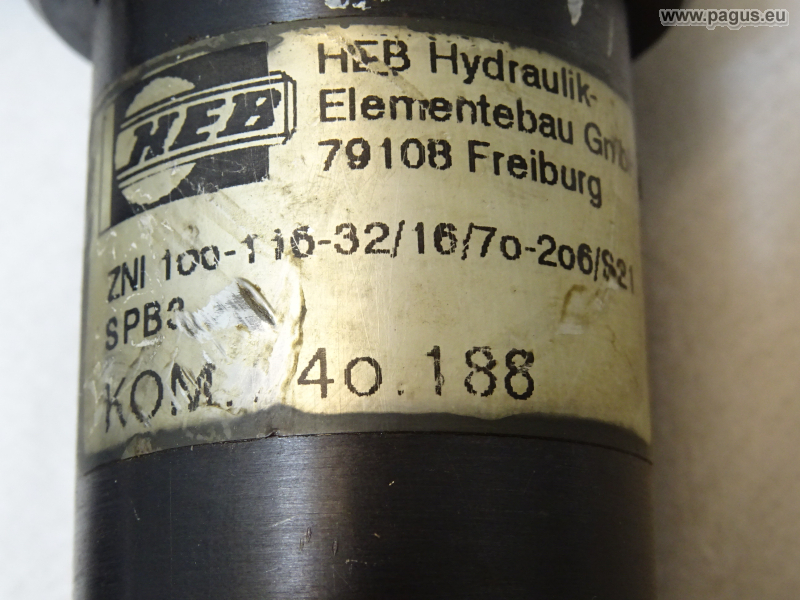 www.pagus.eu
HEB
HEB Hydraulik-
Elementebau GmbH
79108 Freiburg
ZNI 100-116-32/16/70-206/S21
SPB3
KOM. 40.188